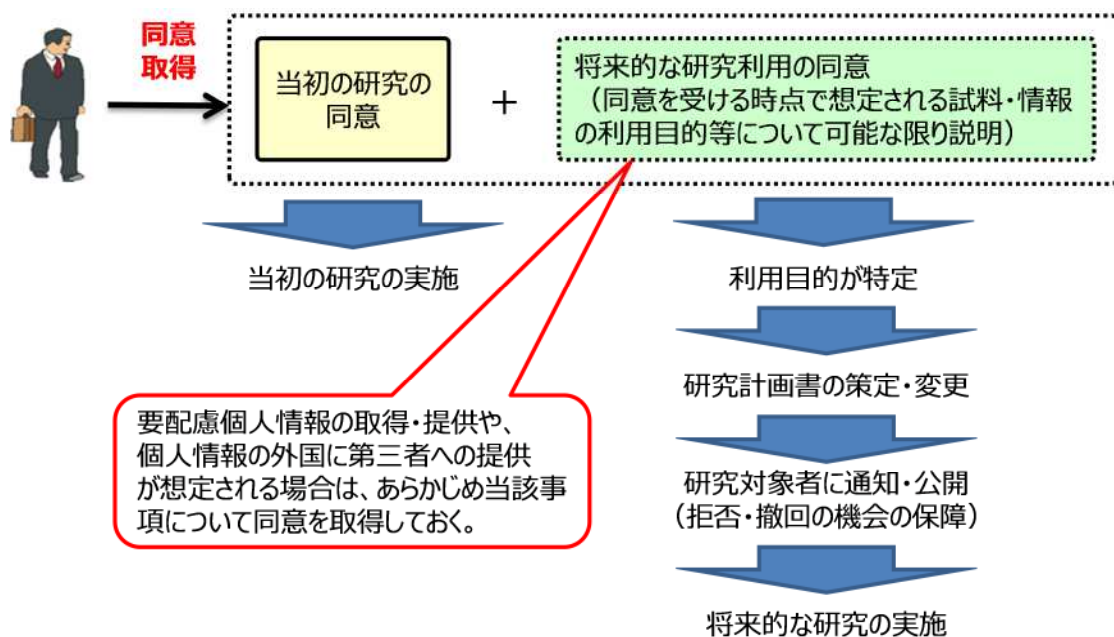 同意
取得
当初の研究の
同意
+
将来的な研究利用の同意
（同意を受ける時点で想定される試料・情報
の利用目的等について可能な限り説明）
当初の研究の実施
利用目的が特定
研究計画書の策定・変更
要配慮個人情報の取得・提供や、
個人情報の外国に第三者への提供
が想定される場合は、あらかじめ当該事
項について同意を取得しておく。
研究対象者に通知・公開
（拒否・撤回の機会の保障）
将来的な研究の実施